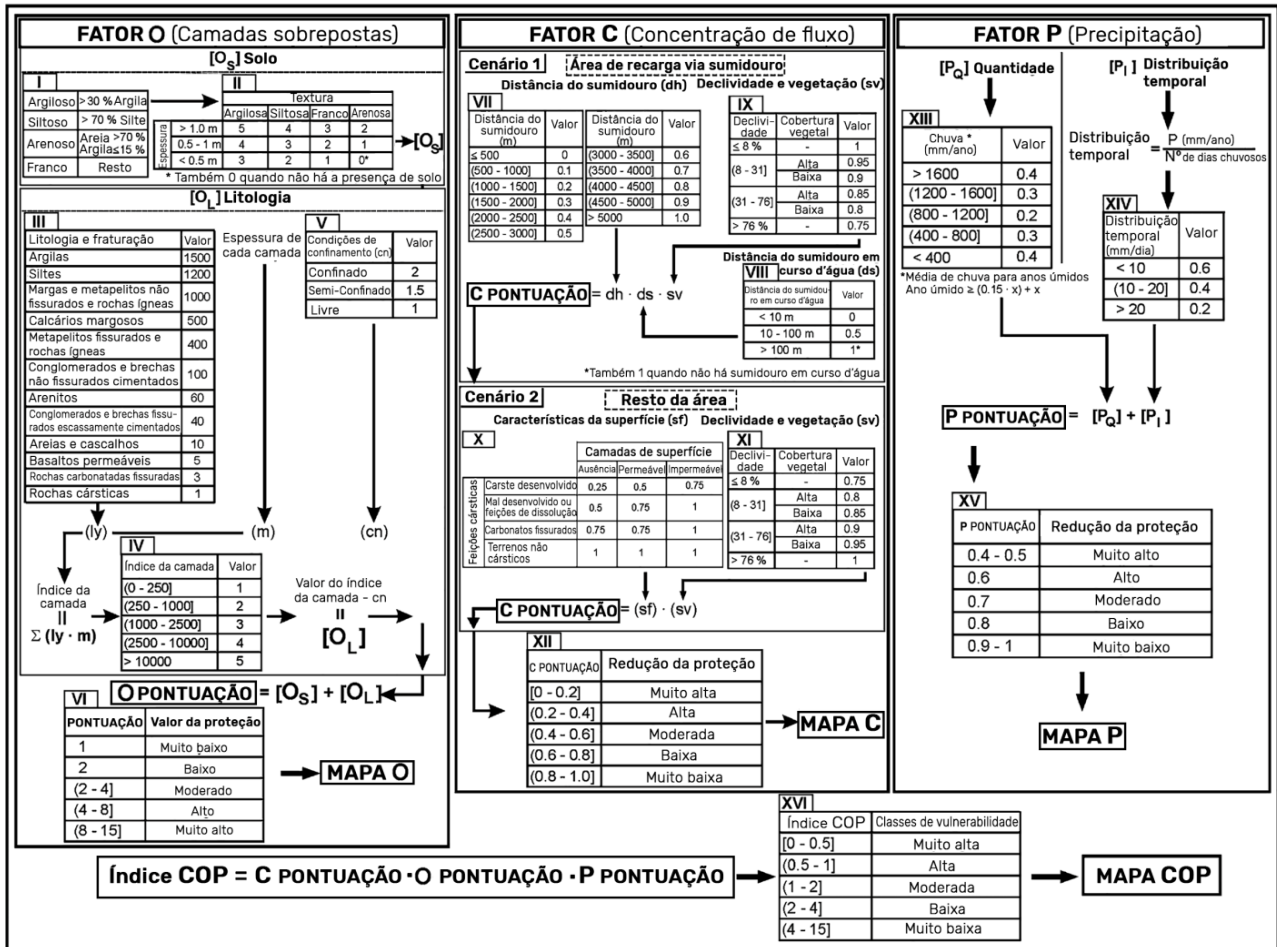 FATOR O (Camadas sobrepostas)
[O_S] Solo
I
Argiloso >30 % Argila
Siltoso > 70 % Silte
Arenoso Areia >70 % Argila≤15 %
Franco Resto
II
Textura
Argilosa Siltosa Franco Arenosa
Espessura
> 1.0 m 5 4 3 2
0.5 - 1 m 4 3 2 1
< 0.5 m 3 2 1 0*
[O_S]
* Também 0 quando não há a presença de solo
[O_L] Litologia
III
Litologia e fraturação Valor
Argilas 1500
Siltes 1200
Margas e metapelitos não fissurados e rochas ígneas 1000
Calcários margosos 500
Metapelitos fissurados e rochas ígneas 400
Conglomerados e brechas não fissurados cimentados 100
Arenitos 60
Conglomerados e brechas fissu-
rados escassamente cimentados 40
Areias e cascalhos 10
Basaltos permeáveis 5
Rochas carbonatadas fissuradas 3
Rochas cársticas 1
Espessura de
cada camada
V
Condições de
confinamento (cn) Valor
Confinado 2
Semi-Confinado 1.5
Livre 1
(ly) (m) (cn)
Índice da
camada
=
Σ (ly · m)
IV
Índice da camada Valor
(0 - 250] 1
(250 - 1000] 2
(1000 - 2500] 3
(2500 - 10000] 4
> 10000 5
Valor do índice
da camada - cn
=
[O_L]
O PONTUAÇÃO = [O_S] + [O_L]
VI
PONTUAÇÃO Valor da proteção
1 Muito baixo
2 Baixo
(2 - 4] Moderado
(4 - 8] Alto
(8 - 15] Muito alto
MAPA O
FATOR C (Concentração de fluxo)
Cenário 1 Área de recarga via sumidouro
Distância do sumidouro (dh) Declividade e vegetação (sv)
VII
Distância do sumidouro (m) Valor Distância do sumidouro (m) Valor
≤ 500 0 (3000 - 3500] 0.6
(500 - 1000] 0.1 (3500 - 4000] 0.7
(1000 - 1500] 0.2 (4000 - 4500] 0.8
(1500 - 2000] 0.3 (4500 - 5000] 0.9
(2000 - 2500] 0.4 > 5000 1.0
(2500 - 3000] 0.5
IX
Declivi-
dade Cobertura vegetal Valor
≤ 8 % - 1
(8 - 31] Alta 0.95
Baixa 0.9
(31 - 76] Alta 0.85
Baixa 0.8
> 76 % - 0.75
Distância do sumidouro em
curso d'água (ds)
VIII
Distância do sumidou-
ro em curso d'água Valor
< 10 m 0
10 - 100 m 0.5
> 100 m 1*
C PONTUAÇÃO = dh · ds · sv
*Também 1 quando não há sumidouro em curso d'água
Cenário 2 Resto da área
Características da superfície (sf) Declividade e vegetação (sv)
X
Camadas de superfície
Ausência Permeável Impermeável
Feições cársticas
Carste desenvolvido 0.25 0.5 0.75
Mal desenvolvido ou
feições de dissolução 0.5 0.75 1
Carbonatos fissurados 0.75 0.75 1
Terrenos não
cársticos 1 1 1
XI
Declivi-
dade Cobertura vegetal Valor
≤ 8 % - 0.75
(8 - 31] Alta 0.8
Baixa 0.85
(31 - 76] Alta 0.9
Baixa 0.95
> 76 % - 1
C PONTUAÇÃO = (sf) · (sv)
XII
C PONTUAÇÃO Redução da proteção
[0 - 0.2] Muito alta
(0.2 - 0.4] Alta
(0.4 - 0.6] Moderada
(0.6 - 0.8] Baixa
(0.8 - 1.0] Muito baixa
MAPA C
FATOR P (Precipitação)
[P_Q] Quantidade
[P_I] Distribuição
temporal
XIII
Chuva *
(mm/ano) Valor
> 1600 0.4
(1200 - 1600] 0.3
(800 - 1200] 0.2
(400 - 800] 0.3
< 400 0.4
*Média de chuva para anos úmidos
Ano úmido ≥ (0.15 · x) + x
Distribuição
temporal = P (mm/ano)
Nº de dias chuvosos
XIV
Distribuição
temporal
(mm/dia) Valor
< 10 0.6
(10 - 20] 0.4
> 20 0.2
P PONTUAÇÃO = [P_Q] + [P_I]
XV
P PONTUAÇÃO Redução da proteção
0.4 - 0.5 Muito alto
0.6 Alto
0.7 Moderado
0.8 Baixo
0.9 - 1 Muito baixo
MAPA P
Índice COP = C PONTUAÇÃO · O PONTUAÇÃO · P PONTUAÇÃO
XVI
Índice COP Classes de vulnerabilidade
[0 - 0.5] Muito alta
(0.5 - 1] Alta
(1 - 2] Moderada
(2 - 4] Baixa
(4 - 15] Muito baixa
MAPA COP